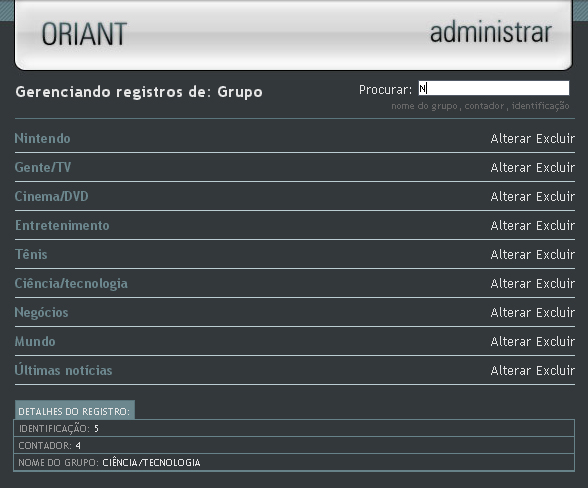 ORIANT administrar
Gerenciando registros de: Grupo Procurar: N
nome do grupo , contador , identificação
Nintendo Alterar Excluir
Gente/TV Alterar Excluir
Cinema/DVD Alterar Excluir
Entretenimento Alterar Excluir
Tênis Alterar Excluir
Ciência/tecnologia Alterar Excluir
Negócios Alterar Excluir
Mundo Alterar Excluir
Últimas notícias Alterar Excluir
DETALHES DO REGISTRO:
IDENTIFICAÇÃO: 5
CONTADOR: 4
NOME DO GRUPO: CIÊNCIA/TECNOLOGIA